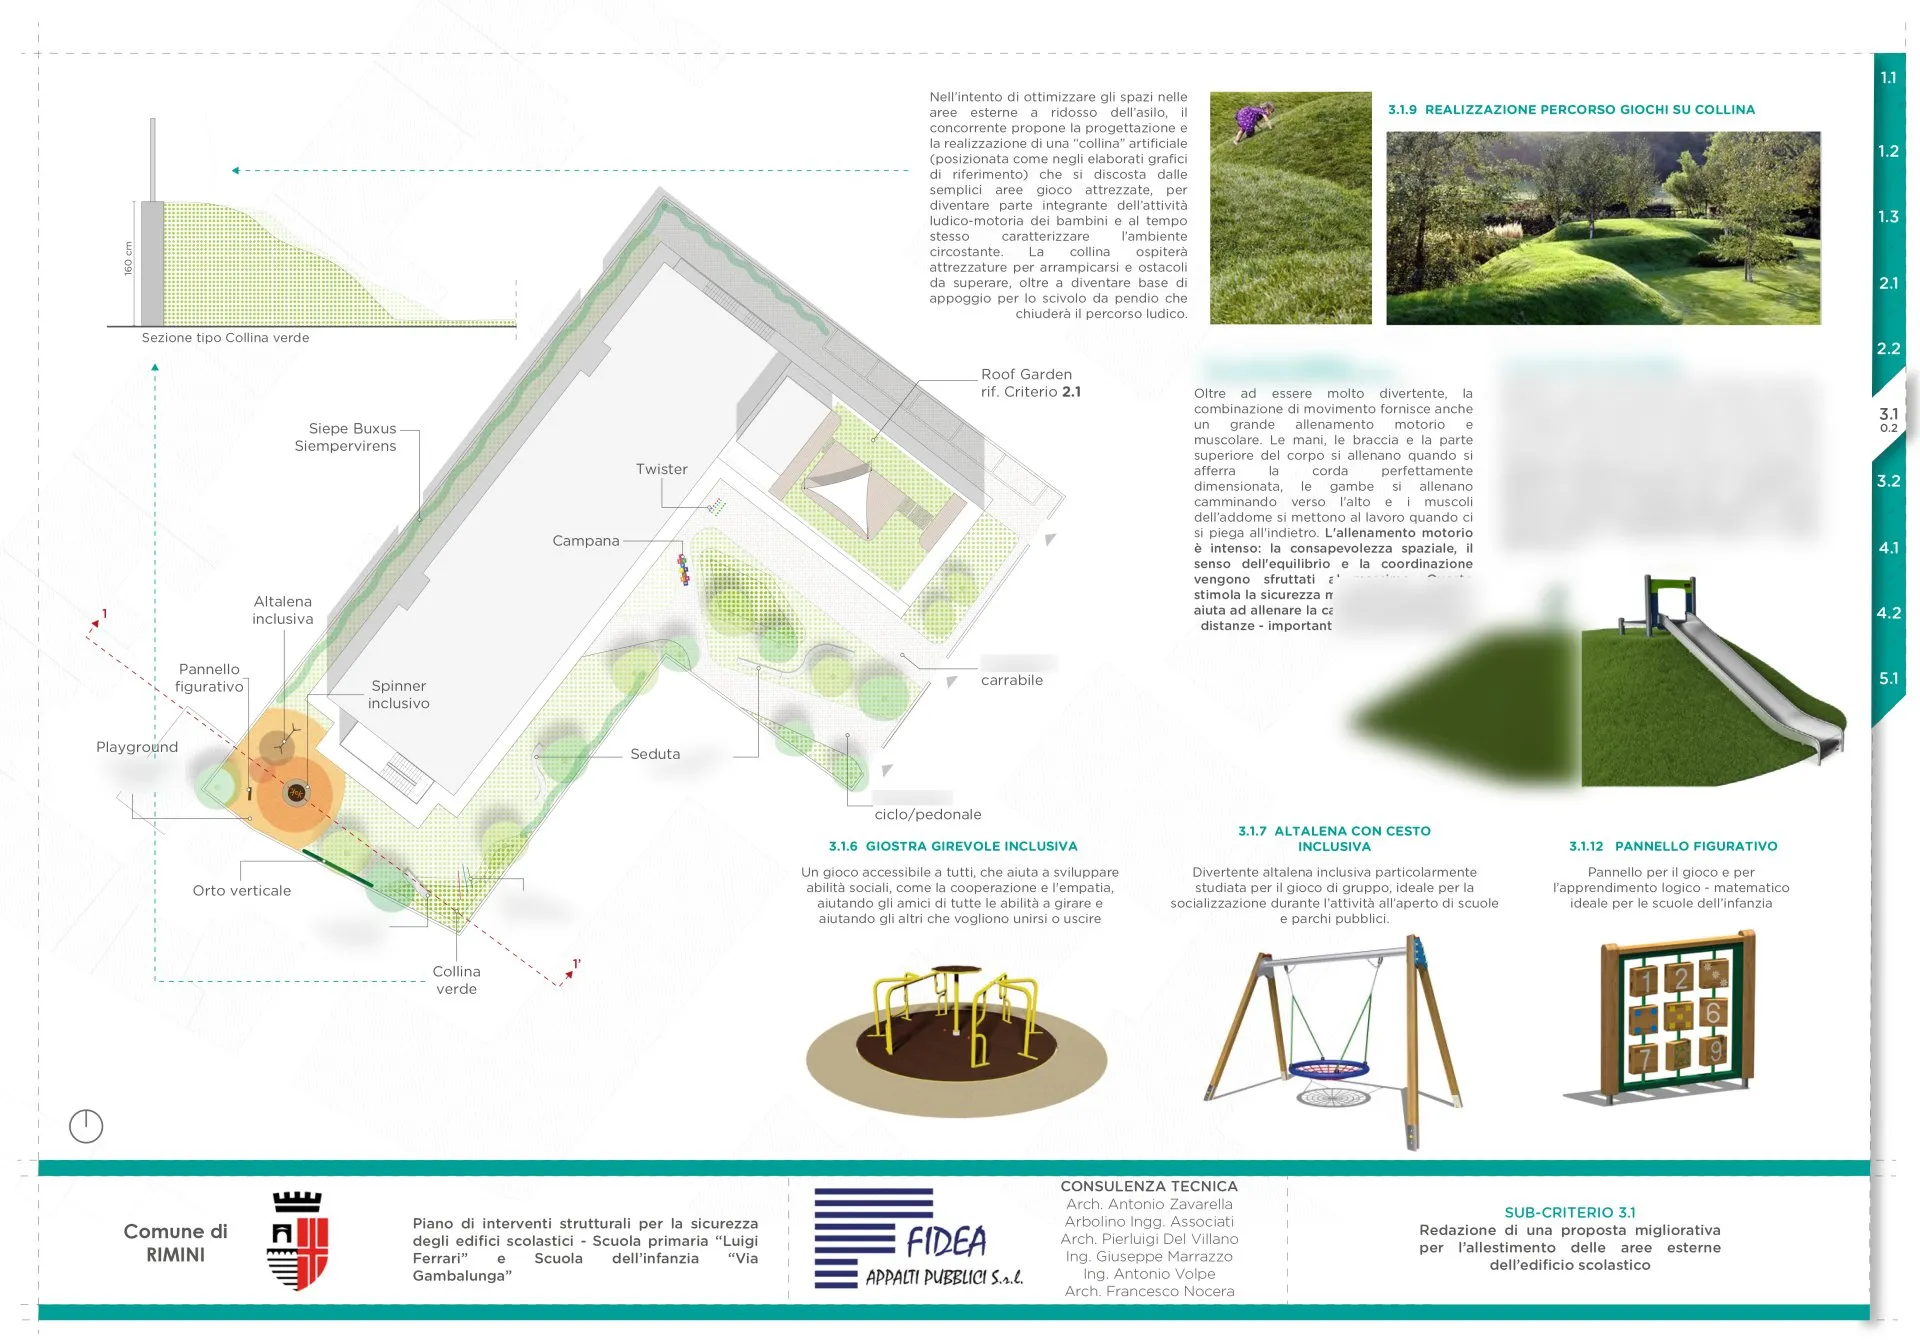 160 cm
Sezione tipo Collina verde
Nell'intento di ottimizzare gli spazi nelle
aree esterne a ridosso dell'asilo, il
concorrente propone la progettazione e
la realizzazione di una "collina" artificiale
(posizionata come negli elaborati grafici
di riferimento) che si discosta dalle
semplici aree gioco attrezzate, per
diventare parte integrante dell'attività
ludico-motoria dei bambini e al tempo
stesso caratterizzare l'ambiente
circostante. La collina ospiterà
attrezzature per arrampicarsi e ostacoli
da superare, oltre a diventare base di
appoggio per lo scivolo da pendio che
chiuderà il percorso ludico.
3.1.9 REALIZZAZIONE PERCORSO GIOCHI SU COLLINA
Oltre ad essere molto divertente, la
combinazione di movimento fornisce anche
un grande allenamento motorio e
muscolare. Le mani, le braccia e la parte
superiore del corpo si allenano quando si
afferra la corda perfettamente
dimensionata, le gambe si allenano
camminando verso l'alto e i muscoli
dell'addome si mettono al lavoro quando ci
si piega all'indietro. L'allenamento motorio
è intenso: la consapevolezza spaziale, il
senso dell'equilibrio e la coordinazione
vengono sfruttati
stimola la sicurezza
aiuta ad allenare la
distanze - important
Roof Garden
rif. Criterio 2.1
Siepe Buxus
Siempervirens
Twister
Campana
Altalena
inclusiva
Pannello
figurativo
Spinner
inclusivo
Playground
Seduta
carrabile
ciclo/pedonale
Orto verticale
Collina
verde
1
1'
3.1.6 GIOSTRA GIREVOLE INCLUSIVA
Un gioco accessibile a tutti, che aiuta a sviluppare
abilità sociali, come la cooperazione e l'empatia,
aiutando gli amici di tutte le abilità a girare e
aiutando gli altri che vogliono unirsi o uscire
3.1.7 ALTALENA CON CESTO
INCLUSIVA
Divertente altalena inclusiva particolarmente
studiata per il gioco di gruppo, ideale per la
socializzazione durante l'attività all'aperto di scuole
e parchi pubblici.
3.1.12 PANNELLO FIGURATIVO
Pannello per il gioco e per
l'apprendimento logico - matematico
ideale per le scuole dell'infanzia
1 2
6
7 9
1.1
1.2
1.3
2.1
2.2
3.1
0.2
3.2
4.1
4.2
5.1
Comune di
RIMINI
Piano di interventi strutturali per la sicurezza
degli edifici scolastici - Scuola primaria "Luigi
Ferrari" e Scuola dell'infanzia "Via
Gambalunga"
FIDEA
APPALTI PUBBLICI S.r.l.
CONSULENZA TECNICA
Arch. Antonio Zavarella
Arbolino Ingg. Associati
Arch. Pierluigi Del Villano
Ing. Giuseppe Marrazzo
Ing. Antonio Volpe
Arch. Francesco Nocera
SUB-CRITERIO 3.1
Redazione di una proposta migliorativa
per l'allestimento delle aree esterne
dell'edificio scolastico